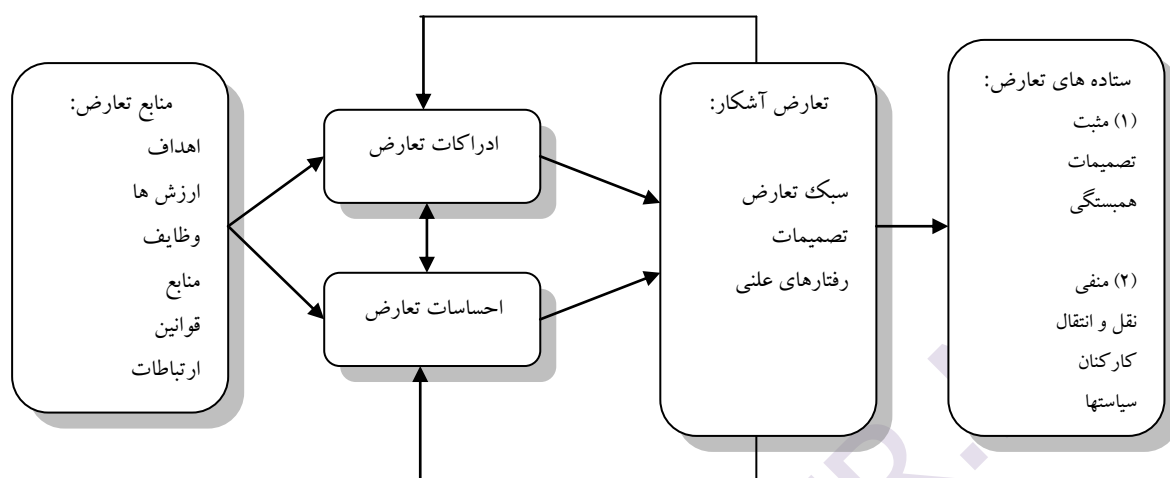 منابع تعارض:
اهداف
ارزش ها
وظایف
منابع
قوانین
ارتباطات
ادراکات تعارض
احساسات تعارض
تعارض آشکار:
سبک تعارض
تصمیمات
رفتارهای علنی
ستاده های تعارض:
(۱) مثبت
تصمیمات
همبستگی
(۲) منفی
نقل و انتقال
کارکنان
سیاستها